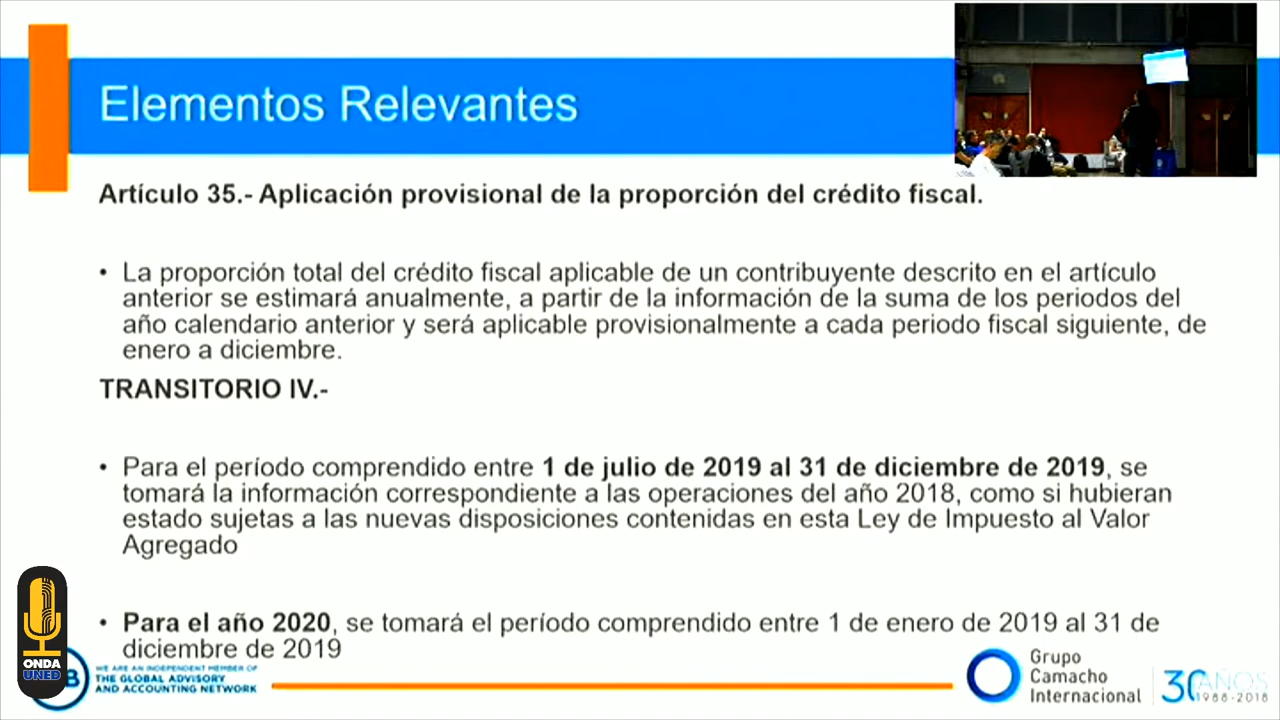 Elementos Relevantes
Artículo 35.- Aplicación provisional de la proporción del crédito fiscal.
• La proporción total del crédito fiscal aplicable de un contribuyente descrito en el artículo
anterior se estimará anualmente, a partir de la información de la suma de los periodos del
año calendario anterior y será aplicable provisionalmente a cada periodo fiscal siguiente, de
enero a diciembre.
TRANSITORIO IV.-
• Para el período comprendido entre 1 de julio de 2019 al 31 de diciembre de 2019, se
tomará la información correspondiente a las operaciones del año 2018, como si hubieran
estado sujetas a las nuevas disposiciones contenidas en esta Ley de Impuesto al Valor
Agregado
• Para el año 2020, se tomará el período comprendido entre 1 de enero de 2019 al 31 de
diciembre de 2019
ONDA
UNED
B
WE ARE AN INDEPENDENT MEMBER OF
THE GLOBAL ADVISORY
AND ACCOUNTING NETWORK
Grupo
Camacho
Internacional
30 AÑOS
1988-2018